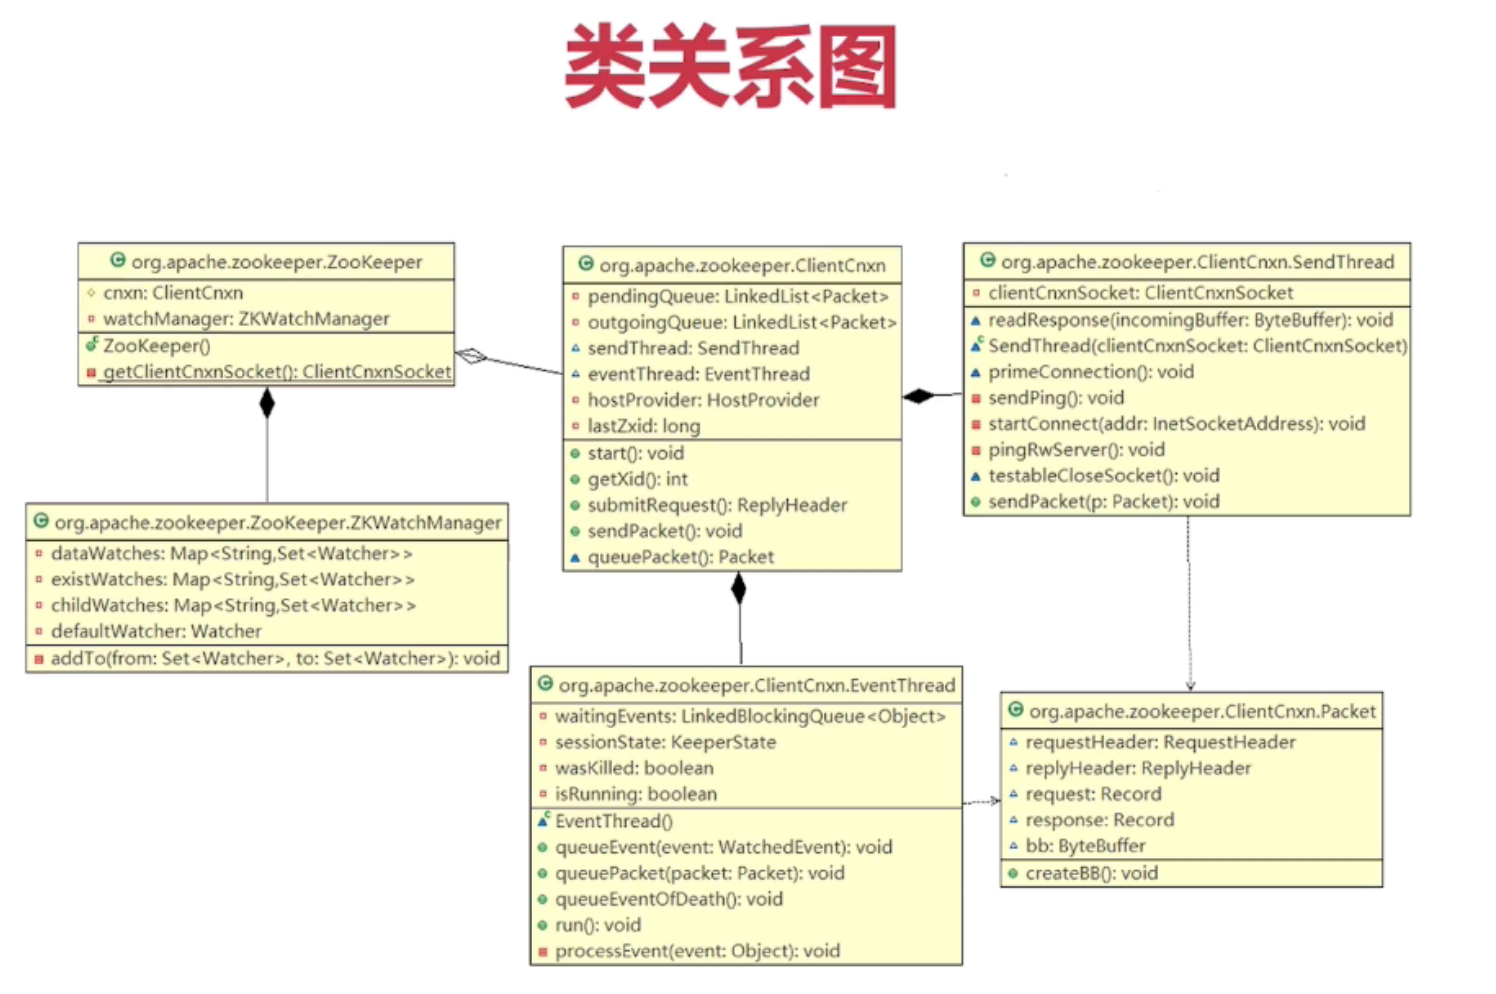 类关系图
org.apache.zookeeper.ZooKeeper
cnxn: ClientCnxn
watchManager: ZKWatchManager
ZooKeeper()
getClientCnxnSocket(): ClientCnxnSocket
org.apache.zookeeper.ClientCnxn
pendingQueue: LinkedList<Packet>
outgoingQueue: LinkedList<Packet>
sendThread: SendThread
eventThread: EventThread
hostProvider: HostProvider
lastZxid: long
start(): void
getXid(): int
submitRequest(): ReplyHeader
sendPacket(): void
queuePacket(): Packet
org.apache.zookeeper.ClientCnxn.SendThread
clientCnxnSocket: ClientCnxnSocket
readResponse(incomingBuffer: ByteBuffer): void
SendThread(clientCnxnSocket: ClientCnxnSocket)
primeConnection(): void
sendPing(): void
startConnect(addr: InetSocketAddress): void
pingRwServer(): void
testableCloseSocket(): void
sendPacket(p: Packet): void
org.apache.zookeeper.ZooKeeper.ZKWatchManager
dataWatches: Map<String,Set<Watcher>>
existWatches: Map<String,Set<Watcher>>
childWatches: Map<String,Set<Watcher>>
defaultWatcher: Watcher
addTo(from: Set<Watcher>, to: Set<Watcher>): void
org.apache.zookeeper.ClientCnxn.EventThread
waitingEvents: LinkedBlockingQueue<Object>
sessionState: KeeperState
wasKilled: boolean
isRunning: boolean
EventThread()
queueEvent(event: WatchedEvent): void
queuePacket(packet: Packet): void
queueEventOfDeath(): void
run(): void
processEvent(event: Object): void
org.apache.zookeeper.ClientCnxn.Packet
requestHeader: RequestHeader
replyHeader: ReplyHeader
request: Record
response: Record
bb: ByteBuffer
createBB(): void